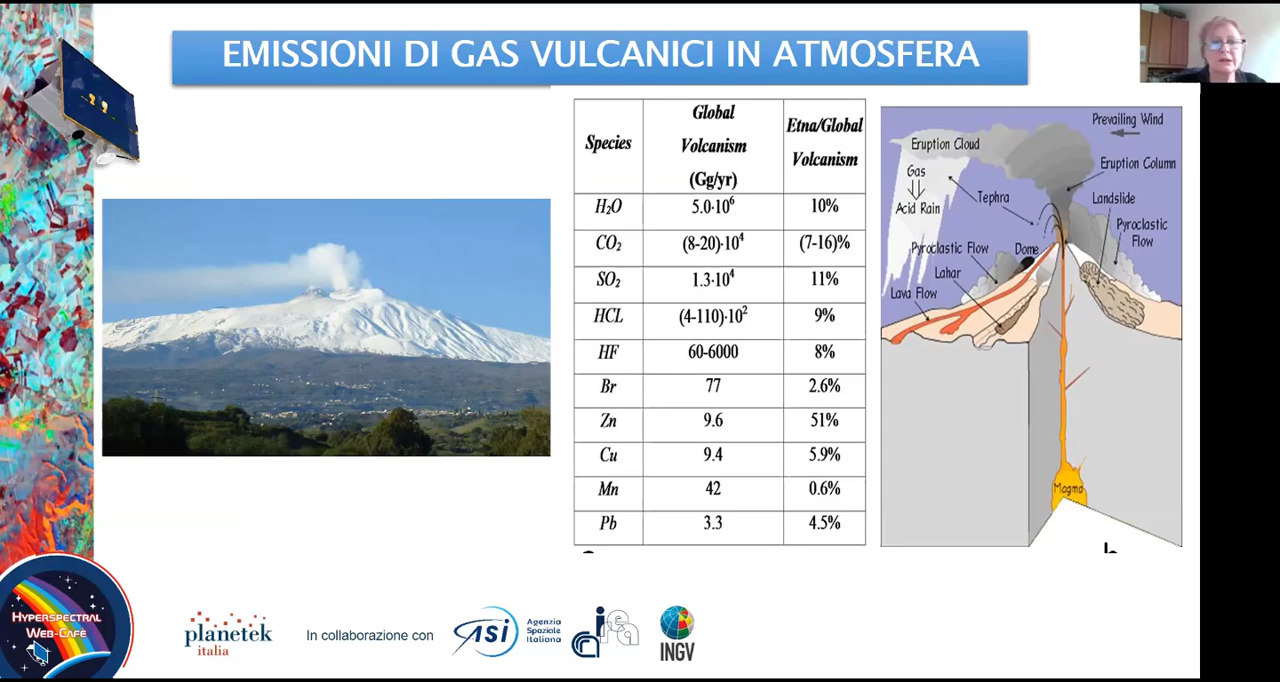 EMISSIONI DI GAS VULCANICI IN ATMOSFERA
Species
Global
Volcanism
(Gg/yr)
Etna/Global
Volcanism
H₂O 5.0·10⁶ 10%
CO₂ (8-20)·10⁴ (7-16)%
SO₂ 1.3·10⁴ 11%
HCL (4-110)·10² 9%
HF 60-6000 8%
Br 77 2.6%
Zn 9.6 51%
Cu 9.4 5.9%
Mn 42 0.6%
Pb 3.3 4.5%
Prevailing Wind
Eruption Cloud
Eruption Column
Gas
Acid Rain
Tephra
Landslide
Pyroclastic
Flow
Pyroclastic Flow
Dome
Lahar
Lava Flow
Magma
HYPERSPECTRAL
WEB-CAFÈ
planetek
italia
In collaborazione con
ASI
Agenzia
Spaziale
Italiana
irea
INGV